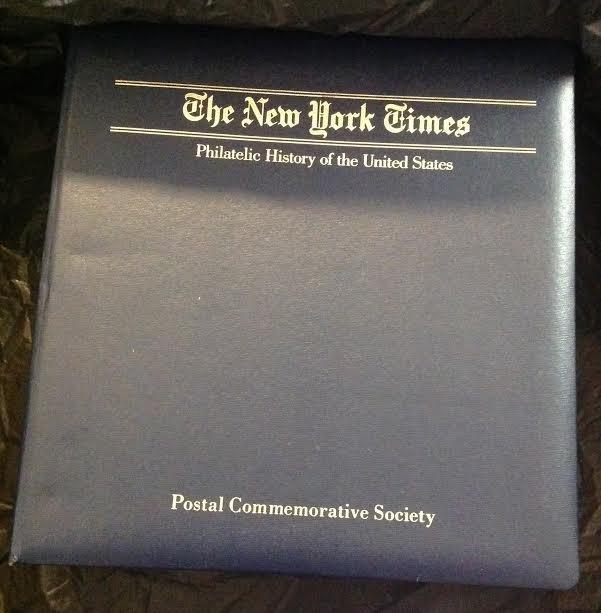 The New York Times
Philatelic History of the United States
Postal Commemorative Society